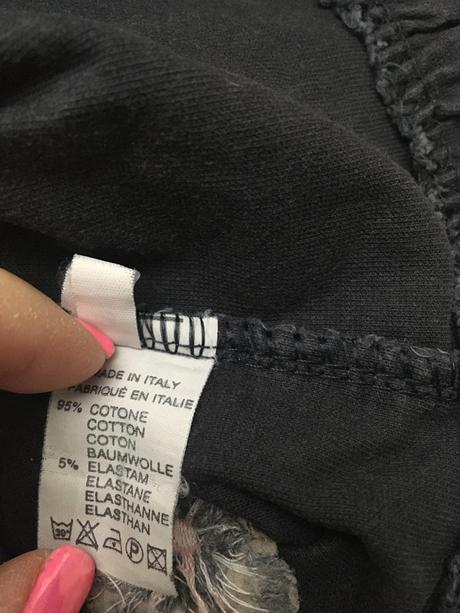 ADE IN ITALY
FABRIQUÉ EN ITALIE
95% COTONE
COTTON
COTON
BAUMWOLLE
5% ELASTAM
ELASTANE
ELASTHANNE
ELASTHAN
30° P